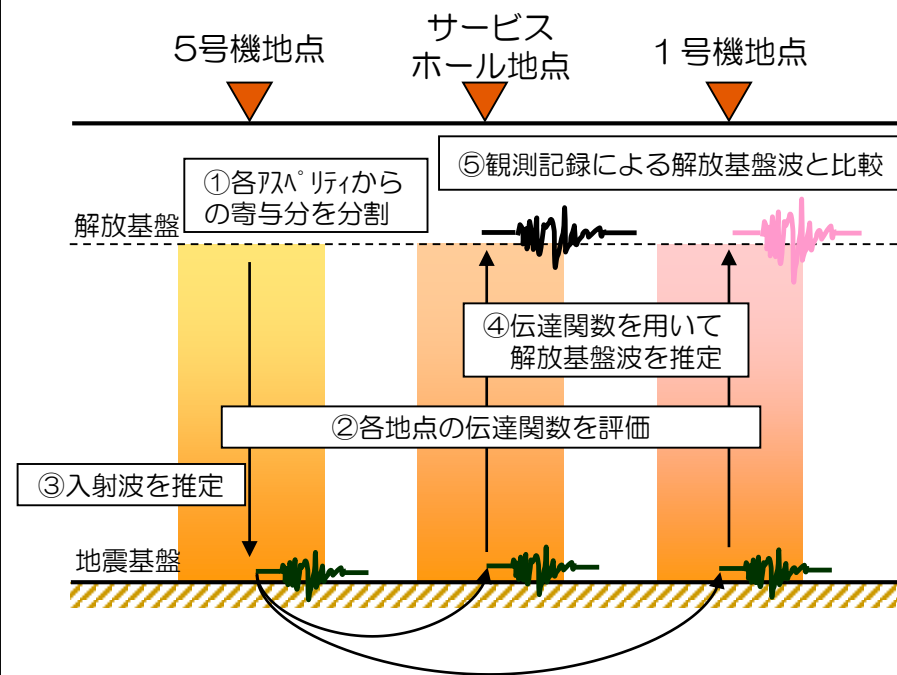 5号機地点
サービス
ホール地点
1号機地点
①各ｱｽﾍﾟﾘﾃｨから
の寄与分を分割
⑤観測記録による解放基盤波と比較
解放基盤
④伝達関数を用いて
解放基盤波を推定
②各地点の伝達関数を評価
③入射波を推定
地震基盤